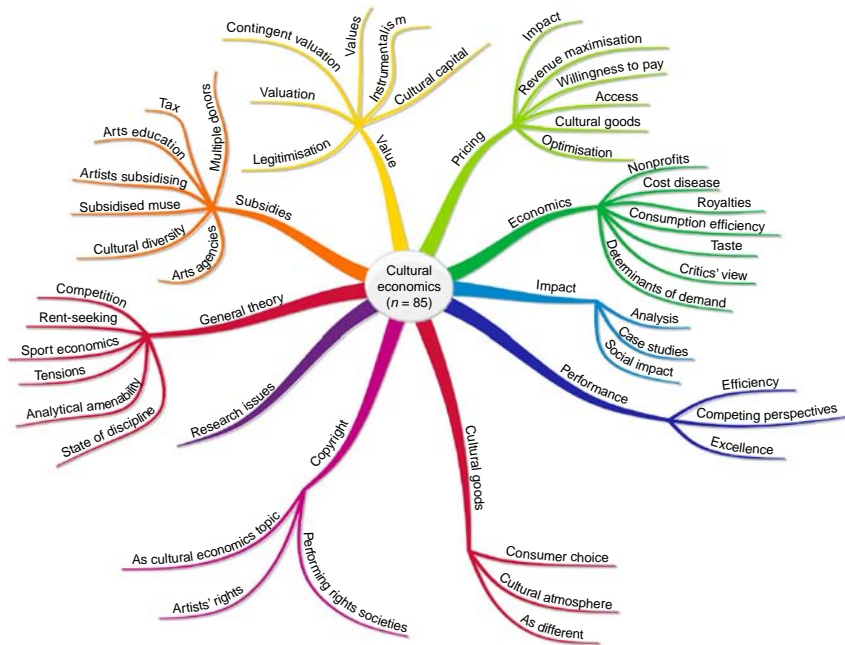 Cultural
economics
(n = 85)
Value
Legitimisation
Valuation
Contingent valuation
Values
Instrumentalism
Cultural capital
Pricing
Impact
Revenue maximisation
Willingness to pay
Access
Cultural goods
Optimisation
Economics
Nonprofits
Cost disease
Royalties
Consumption efficiency
Taste
Critics' view
Determinants of demand
Impact
Analysis
Case studies
Social impact
Performance
Efficiency
Competing perspectives
Excellence
Cultural goods
Consumer choice
Cultural atmosphere
As different
Copyright
As cultural economics topic
Artists' rights
Performing rights societies
Research issues
General theory
Competition
Rent-seeking
Sport economics
Tensions
Analytical amenability
State of discipline
Subsidies
Multiple donors
Tax
Arts education
Artists subsidising
Subsidised muse
Cultural diversity
Arts agencies